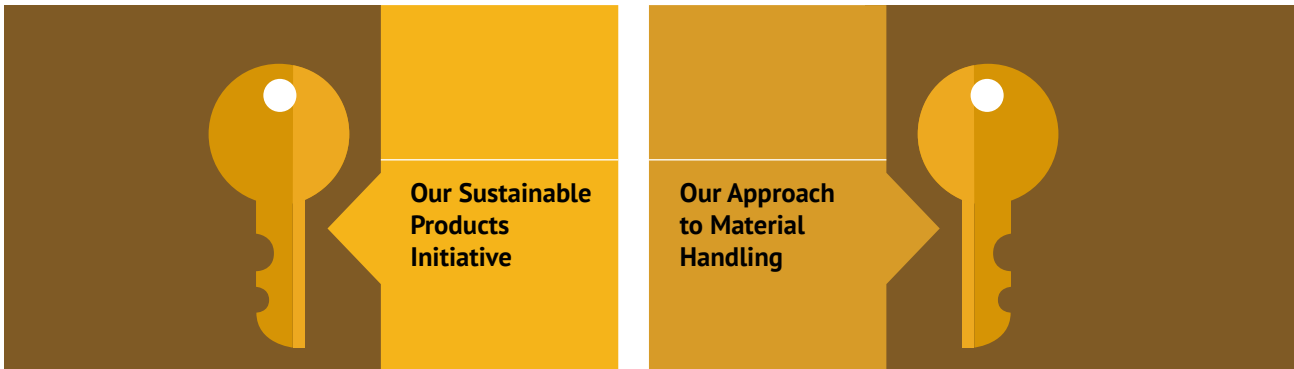 Our Sustainable
Products
Initiative
Our Approach
to Material
Handling